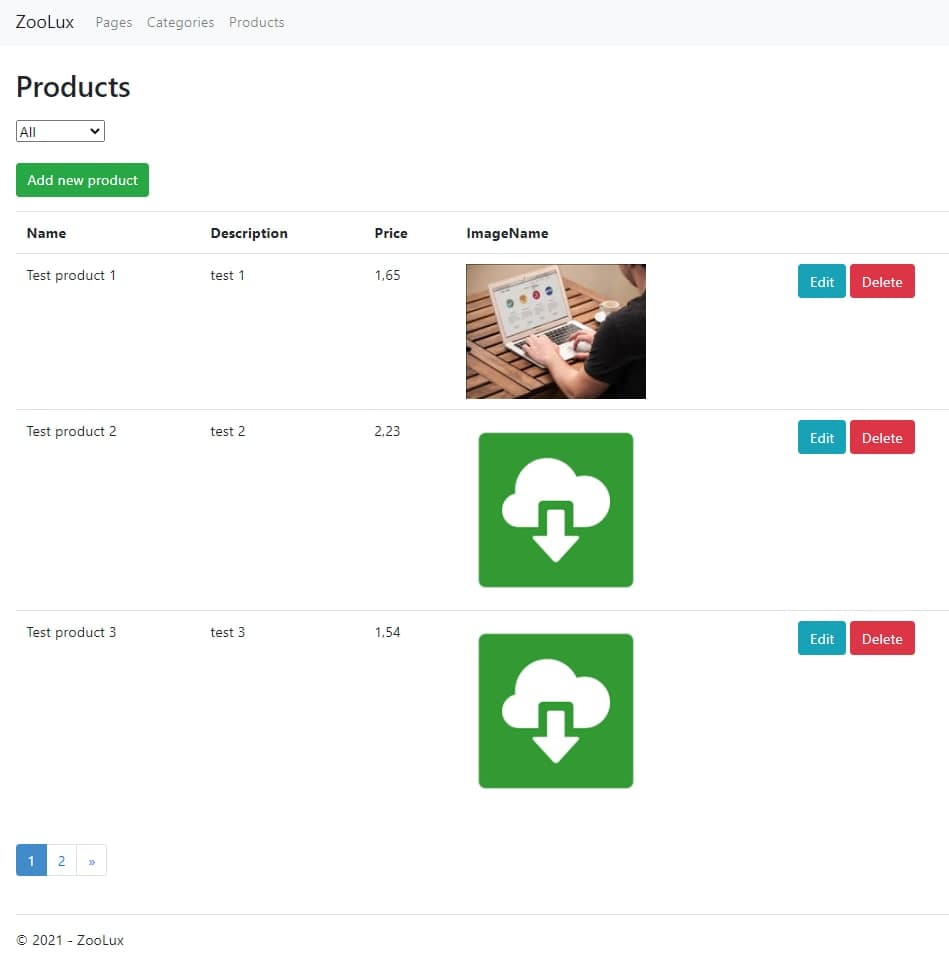 ZooLux Pages Categories Products
Products
All
Add new product
Name Description Price ImageName
Test product 1 test 1 1,65 Edit Delete
Test product 2 test 2 2,23 Edit Delete
Test product 3 test 3 1,54 Edit Delete
1 2 »
© 2021 - ZooLux